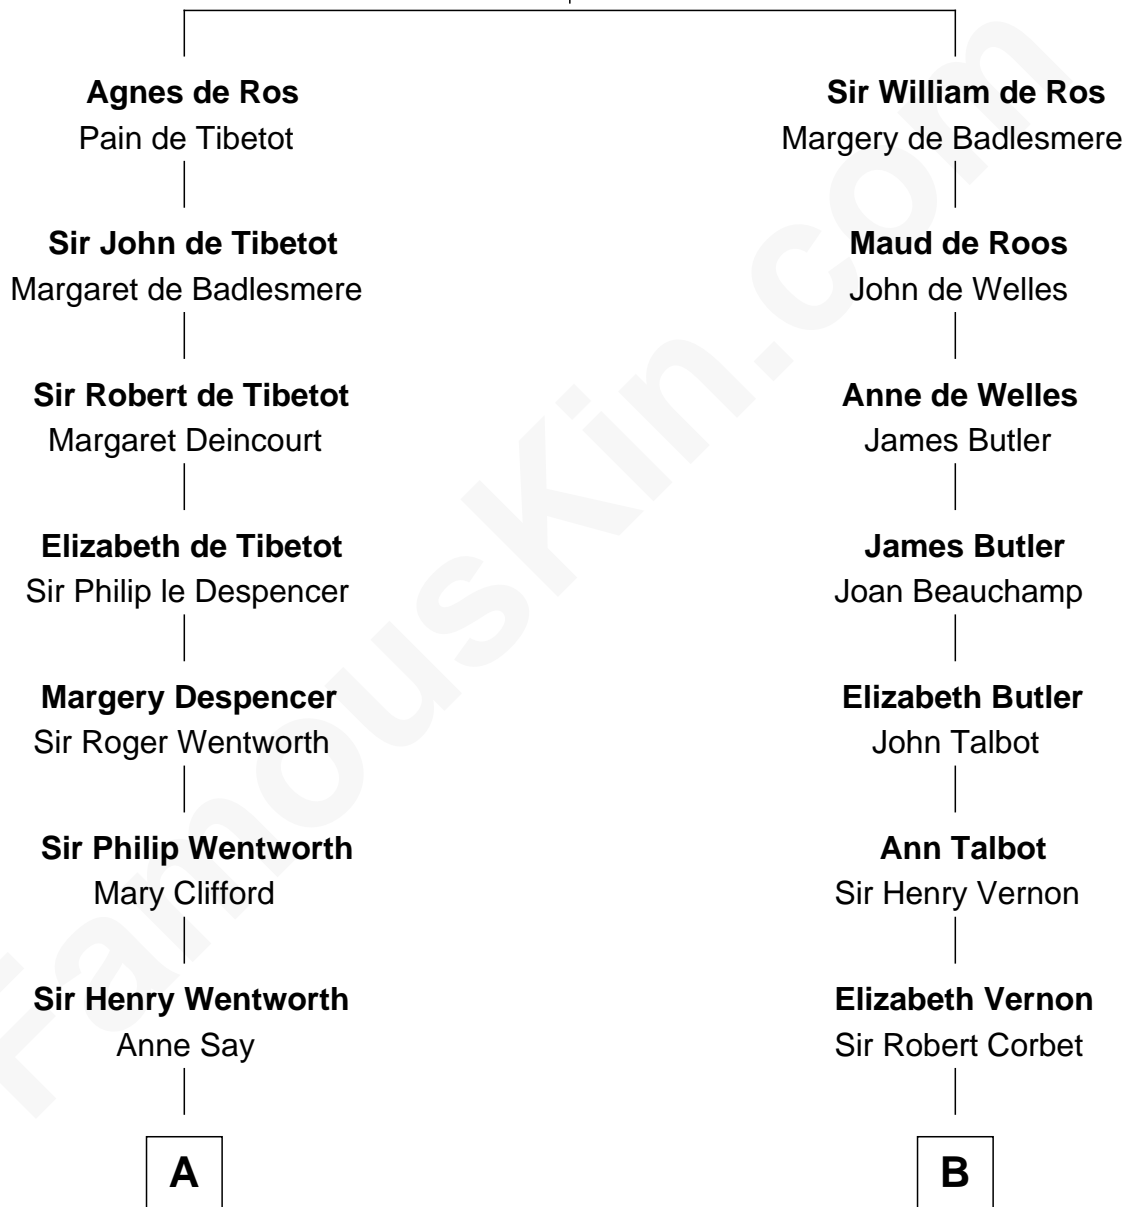 Agnes de Ros
Pain de Tibetot
Sir John de Tibetot
Margaret de Badlesmere
Sir Robert de Tibetot
Margaret Deincourt
Elizabeth de Tibetot
Sir Philip le Despencer
Margery Despencer
Sir Roger Wentworth
Sir Philip Wentworth
Mary Clifford
Sir Henry Wentworth
Anne Say
A
Sir William de Ros
Margery de Badlesmere
Maud de Roos
John de Welles
Anne de Welles
James Butler
James Butler
Joan Beauchamp
Elizabeth Butler
John Talbot
Ann Talbot
Sir Henry Vernon
Elizabeth Vernon
Sir Robert Corbet
B
FamousKin.com